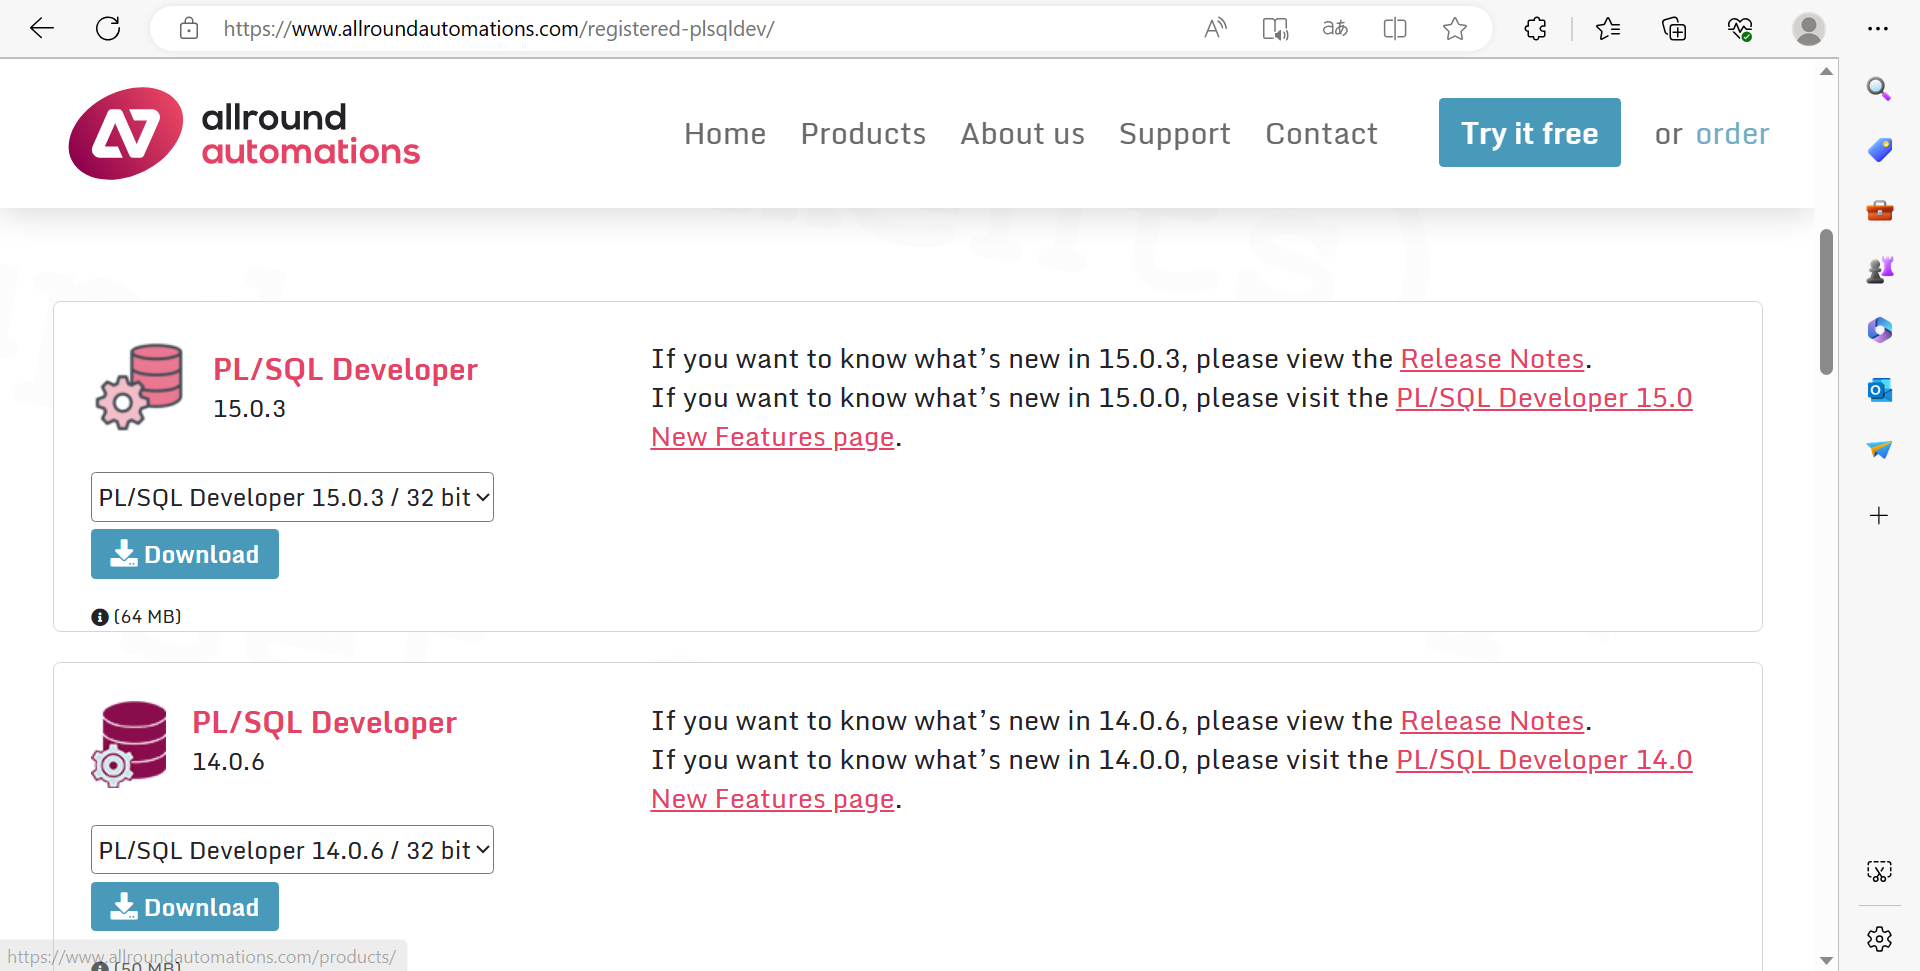 https://www.allroundautomations.com/registered-plsqldev/
allround
automations
Home Products About us Support Contact Try it free or order
PL/SQL Developer
15.0.3
If you want to know what's new in 15.0.3, please view the Release Notes.
If you want to know what's new in 15.0.0, please visit the PL/SQL Developer 15.0
New Features page.
PL/SQL Developer 15.0.3 / 32 bit
Download
(64 MB)
PL/SQL Developer
14.0.6
If you want to know what's new in 14.0.6, please view the Release Notes.
If you want to know what's new in 14.0.0, please visit the PL/SQL Developer 14.0
New Features page.
PL/SQL Developer 14.0.6 / 32 bit
Download
https://www.allroundautomations.com/products/
(50 MB)